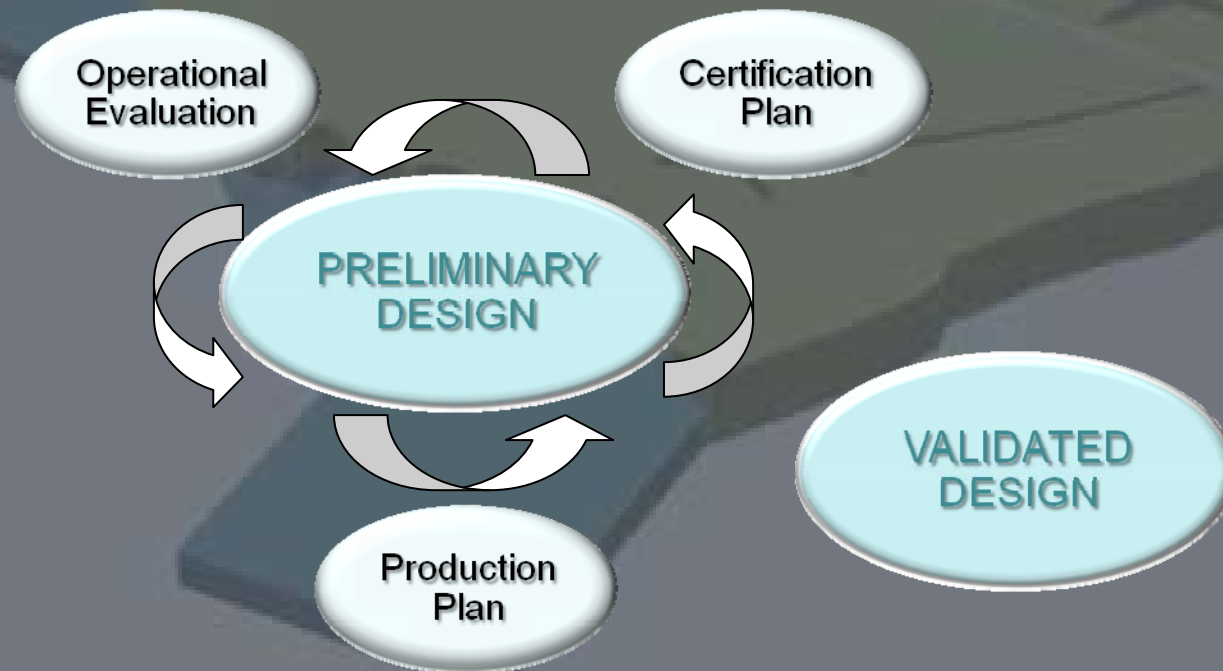 Operational
Evaluation
Certification
Plan
PRELIMINARY
DESIGN
VALIDATED
DESIGN
Production
Plan